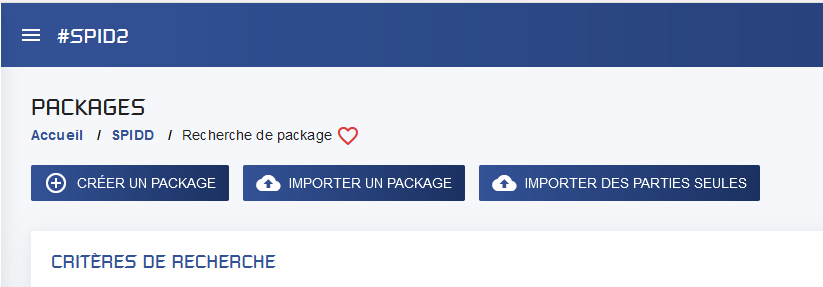 #SPID2
PACKAGES
Accueil / SPIDD / Recherche de package
CRÉER UN PACKAGE IMPORTER UN PACKAGE IMPORTER DES PARTIES SEULES
CRITÈRES DE RECHERCHE